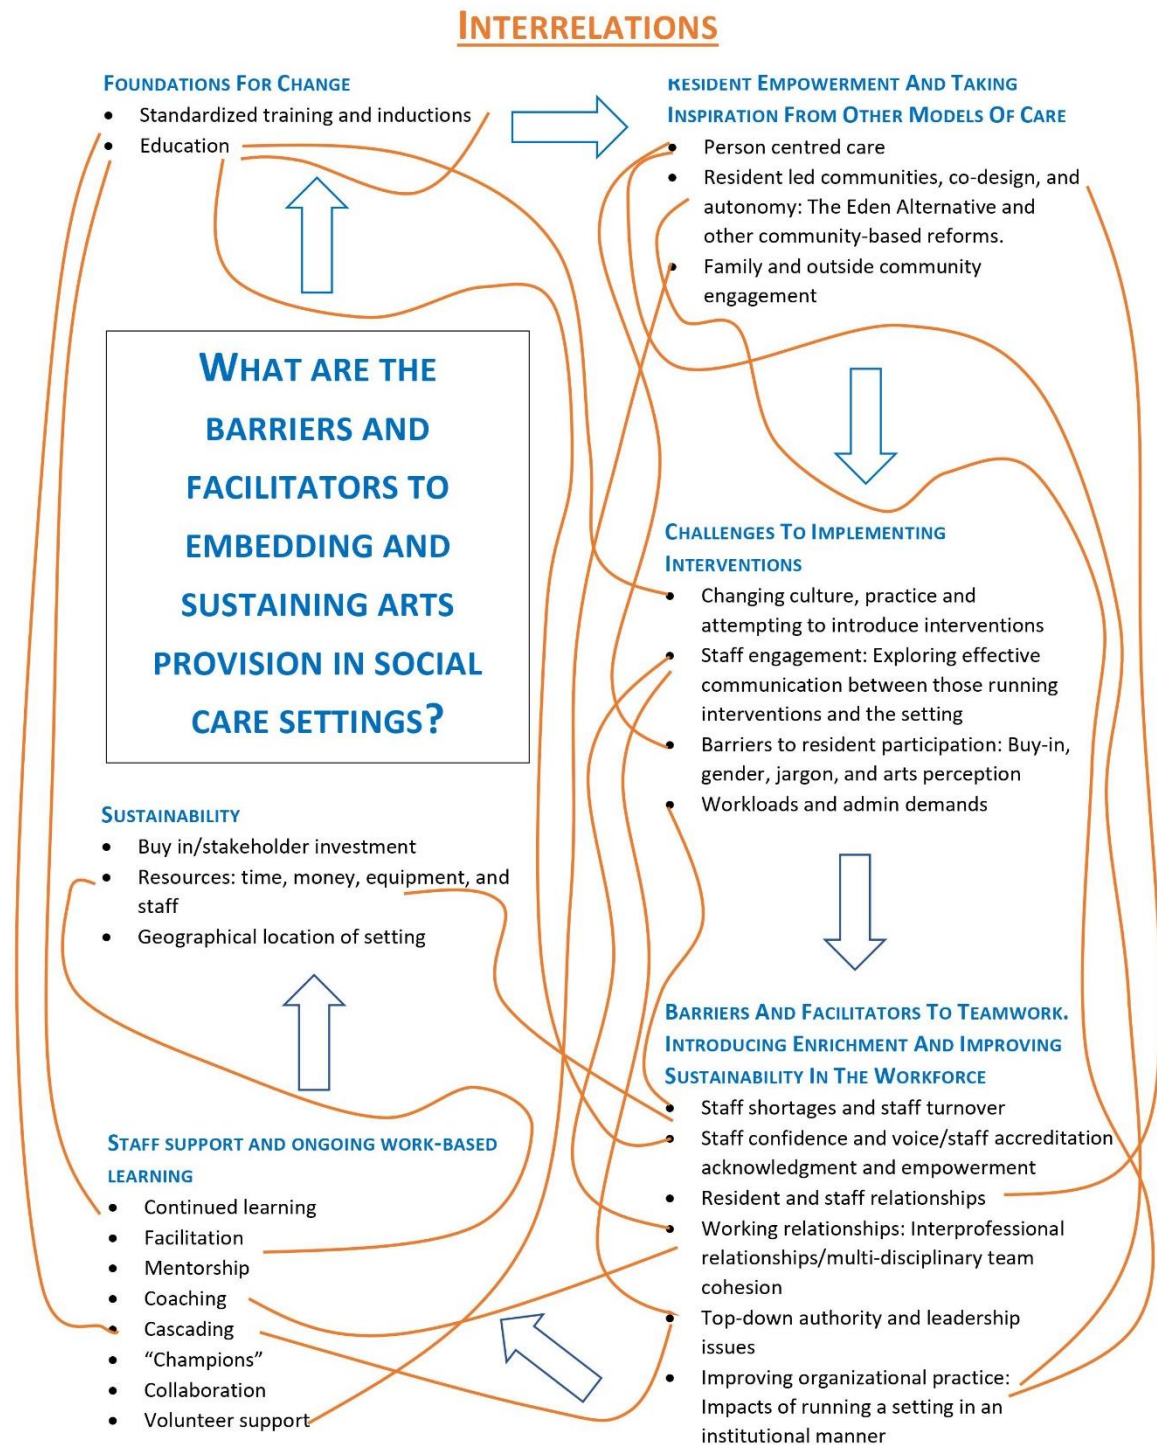 INTERRELATIONS
FOUNDATIONS FOR CHANGE
• Standardized training and inductions
• Education
RESIDENT EMPOWERMENT AND TAKING
INSPIRATION FROM OTHER MODELS OF CARE
• Person centred care
• Resident led communities, co-design, and
autonomy: The Eden Alternative and
other community-based reforms.
• Family and outside community
engagement
WHAT ARE THE
BARRIERS AND
FACILITATORS TO
EMBEDDING AND
SUSTAINING ARTS
PROVISION IN SOCIAL
CARE SETTINGS?
CHALLENGES TO IMPLEMENTING
INTERVENTIONS
• Changing culture, practice and
attempting to introduce interventions
• Staff engagement: Exploring effective
communication between those running
interventions and the setting
• Barriers to resident participation: Buy-in,
gender, jargon, and arts perception
• Workloads and admin demands
SUSTAINABILITY
• Buy in/stakeholder investment
• Resources: time, money, equipment, and
staff
• Geographical location of setting
BARRIERS AND FACILITATORS TO TEAMWORK.
INTRODUCING ENRICHMENT AND IMPROVING
SUSTAINABILITY IN THE WORKFORCE
• Staff shortages and staff turnover
• Staff confidence and voice/staff accreditation
acknowledgment and empowerment
• Resident and staff relationships
• Working relationships: Interprofessional
relationships/multi-disciplinary team
cohesion
• Top-down authority and leadership
issues
• Improving organizational practice:
Impacts of running a setting in an
institutional manner
STAFF SUPPORT AND ONGOING WORK-BASED
LEARNING
• Continued learning
• Facilitation
• Mentorship
• Coaching
• Cascading
• “Champions”
• Collaboration
• Volunteer support